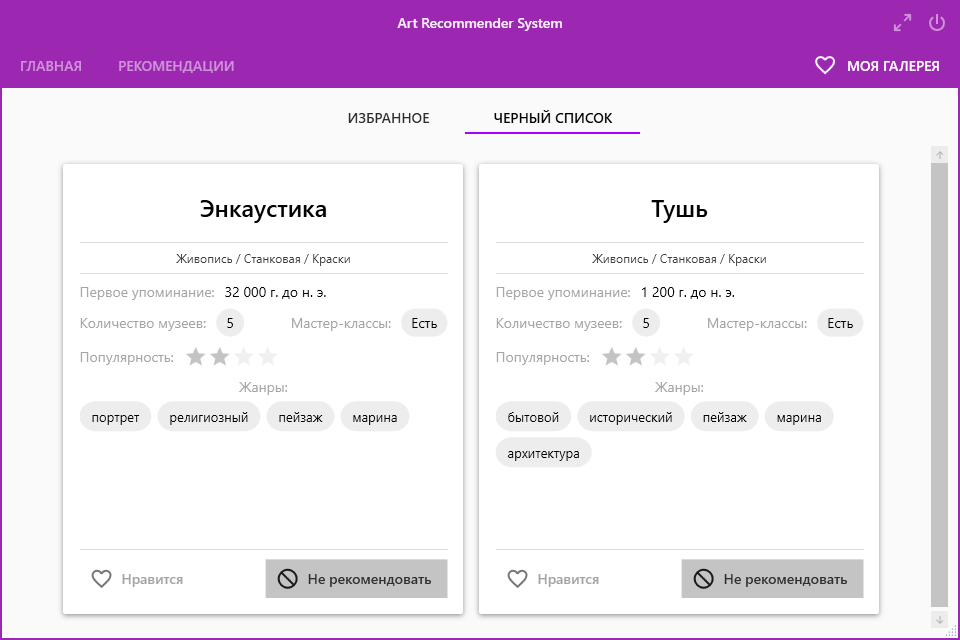 Art Recommender System
ГЛАВНАЯ РЕКОМЕНДАЦИИ МОЯ ГАЛЕРЕЯ
ИЗБРАННОЕ ЧЕРНЫЙ СПИСОК
Энкаустика
Живопись / Станковая / Краски
Первое упоминание: 32 000 г. до н. э.
Количество музеев: 5 Мастер-классы: Есть
Популярность:
Жанры:
портрет религиозный пейзаж марина
Нравится Не рекомендовать
Тушь
Живопись / Станковая / Краски
Первое упоминание: 1 200 г. до н. э.
Количество музеев: 5 Мастер-классы: Есть
Популярность:
Жанры:
бытовой исторический пейзаж марина
архитектура
Нравится Не рекомендовать